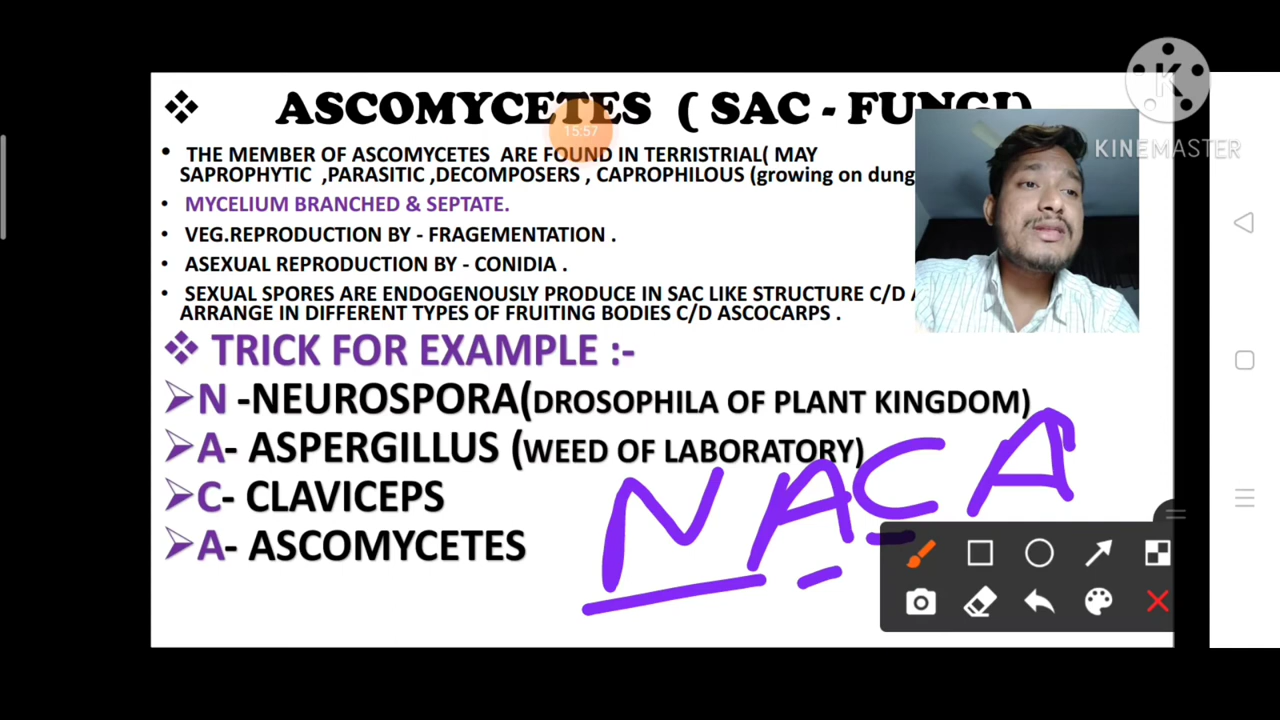 ❖ ASCOMYCETES ( SAC - FUNGI)
15:57
KINEMASTER
• THE MEMBER OF ASCOMYCETES ARE FOUND IN TERRISTRIAL( MAY
SAPROPHYTIC ,PARASITIC ,DECOMPOSERS , CAPROPHILOUS (growing on dung
• MYCELIUM BRANCHED & SEPTATE.
• VEG.REPRODUCTION BY - FRAGEMENTATION .
• ASEXUAL REPRODUCTION BY - CONIDIA .
• SEXUAL SPORES ARE ENDOGENOUSLY PRODUCE IN SAC LIKE STRUCTURE C/D
ARRANGE IN DIFFERENT TYPES OF FRUITING BODIES C/D ASCOCARPS .
❖ TRICK FOR EXAMPLE :-
➢ N -NEUROSPORA(DROSOPHILA OF PLANT KINGDOM)
➢ A- ASPERGILLUS (WEED OF LABORATORY)
➢ C- CLAVICEPS
➢ A- ASCOMYCETES
NACA